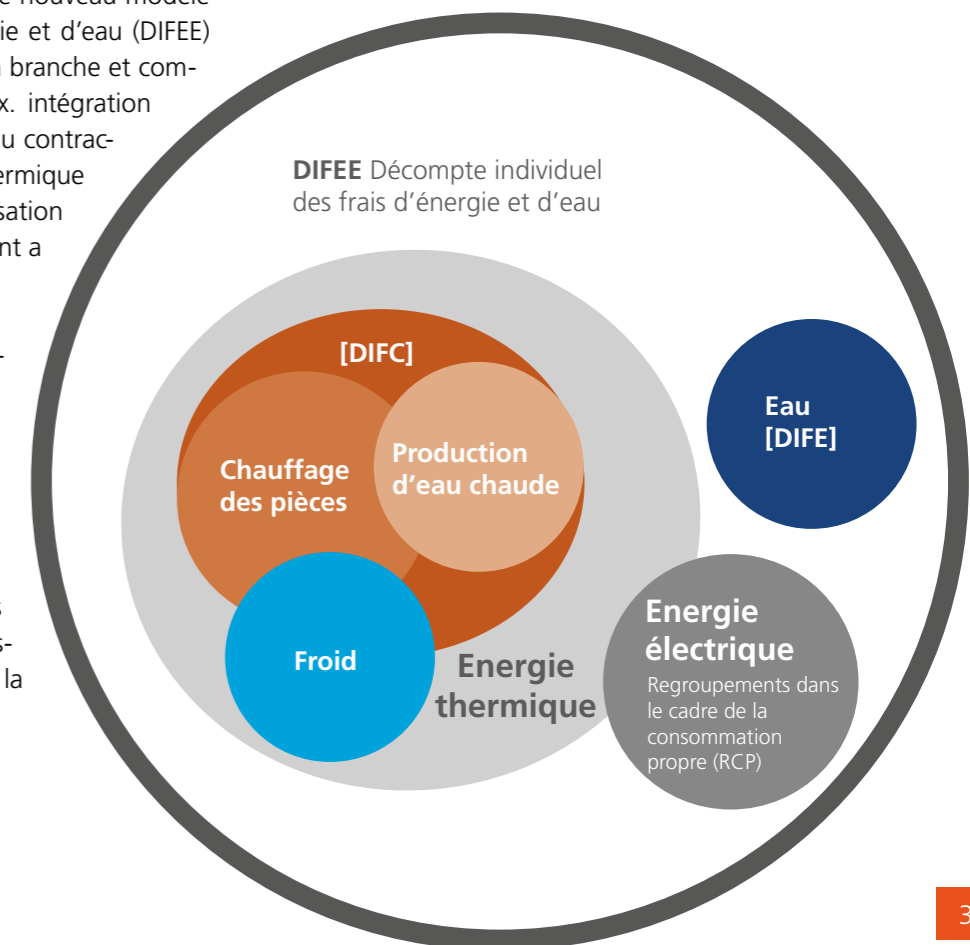 e nouveau modèle
ie et d'eau (DIFEE)
branche et com-
x. intégration
u contrac-
ermique
sation
nt a
-
s
s-
la
DIFEE Décompte individuel
des frais d'énergie et d'eau
[DIFC]
Chauffage
des pièces
Production
d'eau chaude
Froid
Energie
thermique
Eau
[DIFE]
Energie
électrique
Regroupements dans
le cadre de la
consommation
propre (RCP)
3